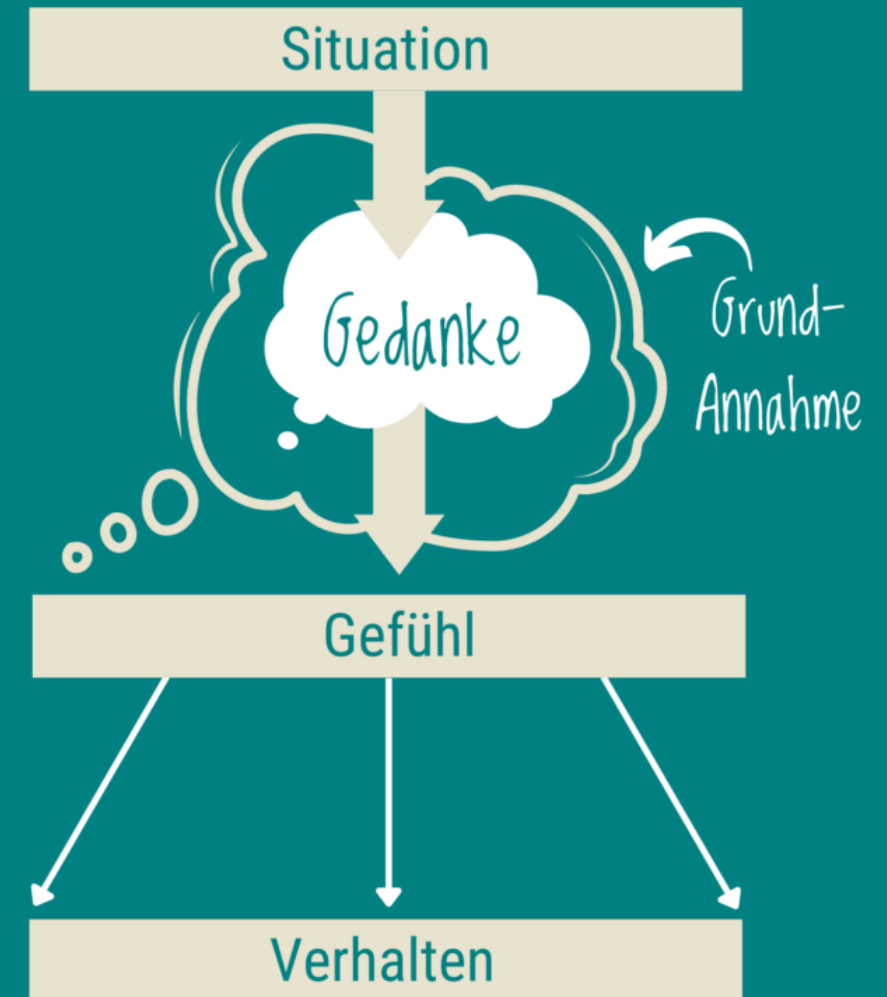 Situation
Gedanke
Grund-
Annahme
Gefühl
Verhalten